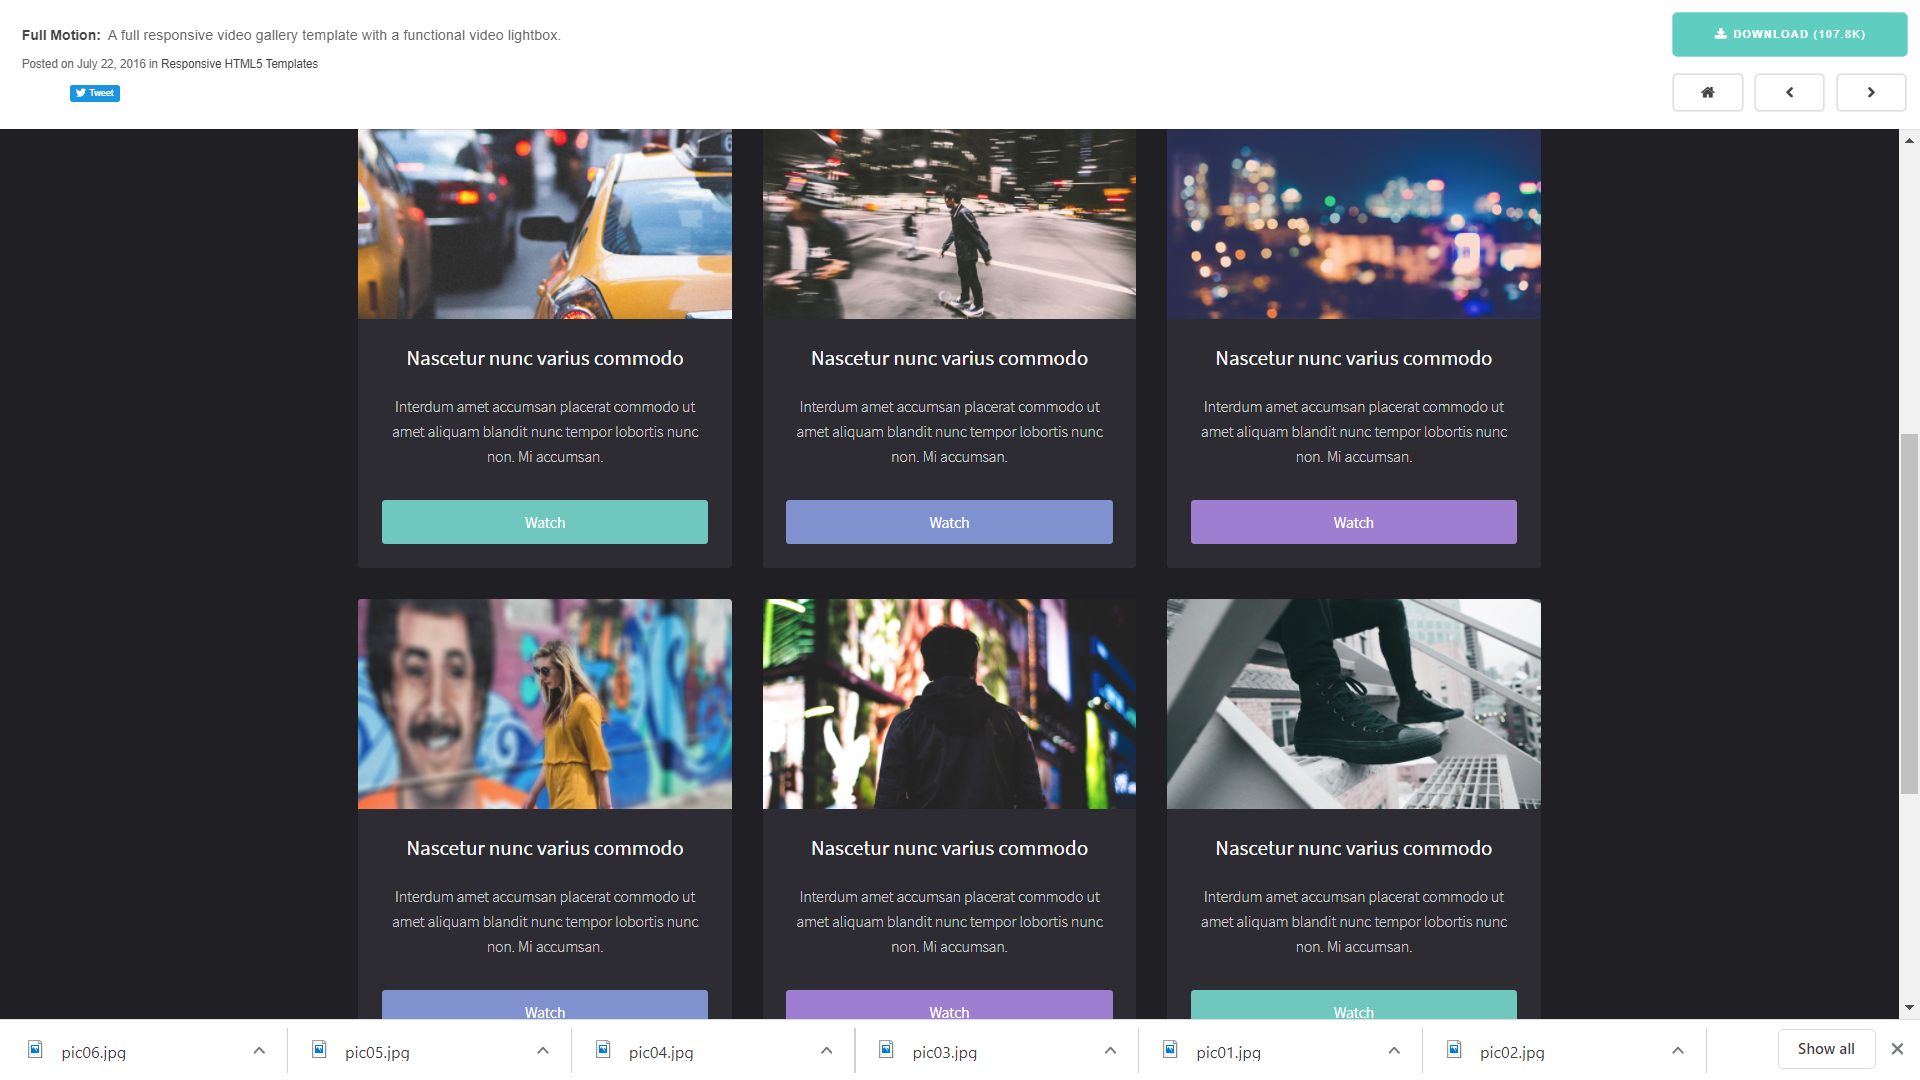 Full Motion: A full responsive video gallery template with a functional video lightbox.
Posted on July 22, 2016 in Responsive HTML5 Templates
Tweet
DOWNLOAD (107.8K)
Nascetur nunc varius commodo
Interdum amet accumsan placerat commodo ut
amet aliquam blandit nunc tempor lobortis nunc
non. Mi accumsan.
Watch
Nascetur nunc varius commodo
Interdum amet accumsan placerat commodo ut
amet aliquam blandit nunc tempor lobortis nunc
non. Mi accumsan.
Watch
Nascetur nunc varius commodo
Interdum amet accumsan placerat commodo ut
amet aliquam blandit nunc tempor lobortis nunc
non. Mi accumsan.
Watch
Nascetur nunc varius commodo
Interdum amet accumsan placerat commodo ut
amet aliquam blandit nunc tempor lobortis nunc
non. Mi accumsan.
Watch
Nascetur nunc varius commodo
Interdum amet accumsan placerat commodo ut
amet aliquam blandit nunc tempor lobortis nunc
non. Mi accumsan.
Watch
Nascetur nunc varius commodo
Interdum amet accumsan placerat commodo ut
amet aliquam blandit nunc tempor lobortis nunc
non. Mi accumsan.
Watch
pic06.jpg
pic05.jpg
pic04.jpg
pic03.jpg
pic01.jpg
pic02.jpg
Show all